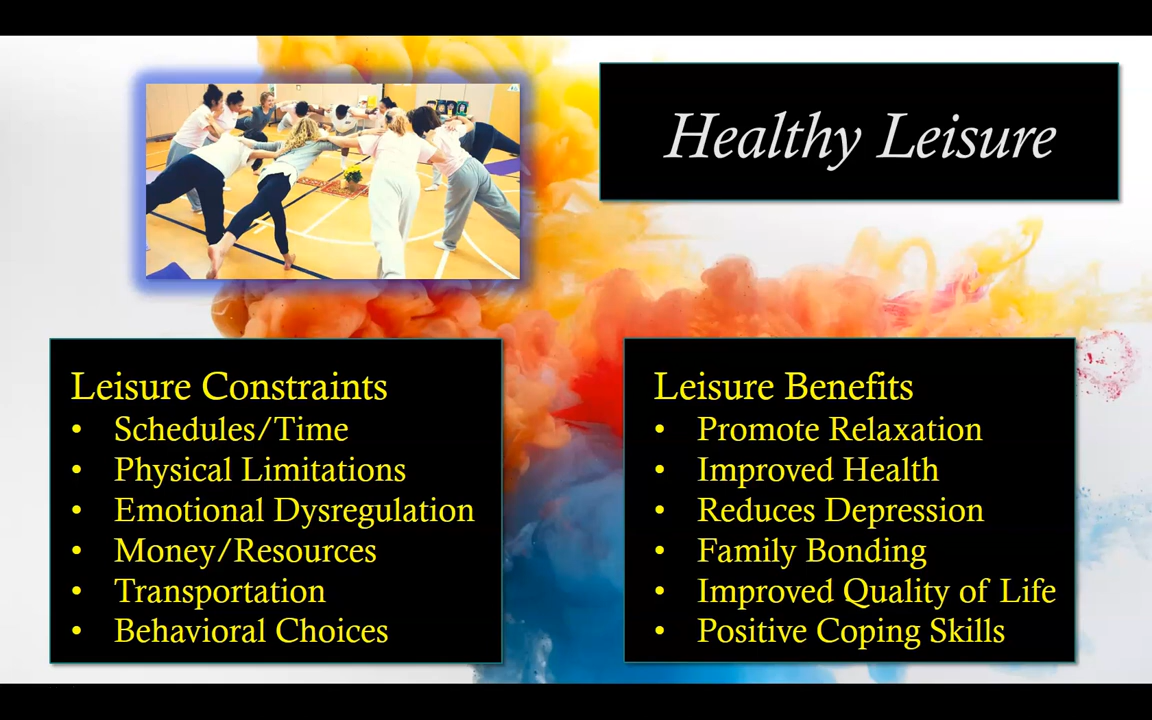 Healthy Leisure
Leisure Constraints
• Schedules/Time
• Physical Limitations
• Emotional Dysregulation
• Money/Resources
• Transportation
• Behavioral Choices
Leisure Benefits
• Promote Relaxation
• Improved Health
• Reduces Depression
• Family Bonding
• Improved Quality of Life
• Positive Coping Skills